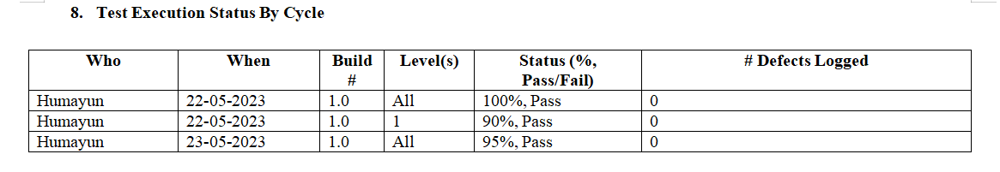 8. Test Execution Status By Cycle
Who When Build # Level(s) Status (%, Pass/Fail) # Defects Logged
Humayun 22-05-2023 1.0 All 100%, Pass 0
Humayun 22-05-2023 1.0 1 90%, Pass 0
Humayun 23-05-2023 1.0 All 95%, Pass 0